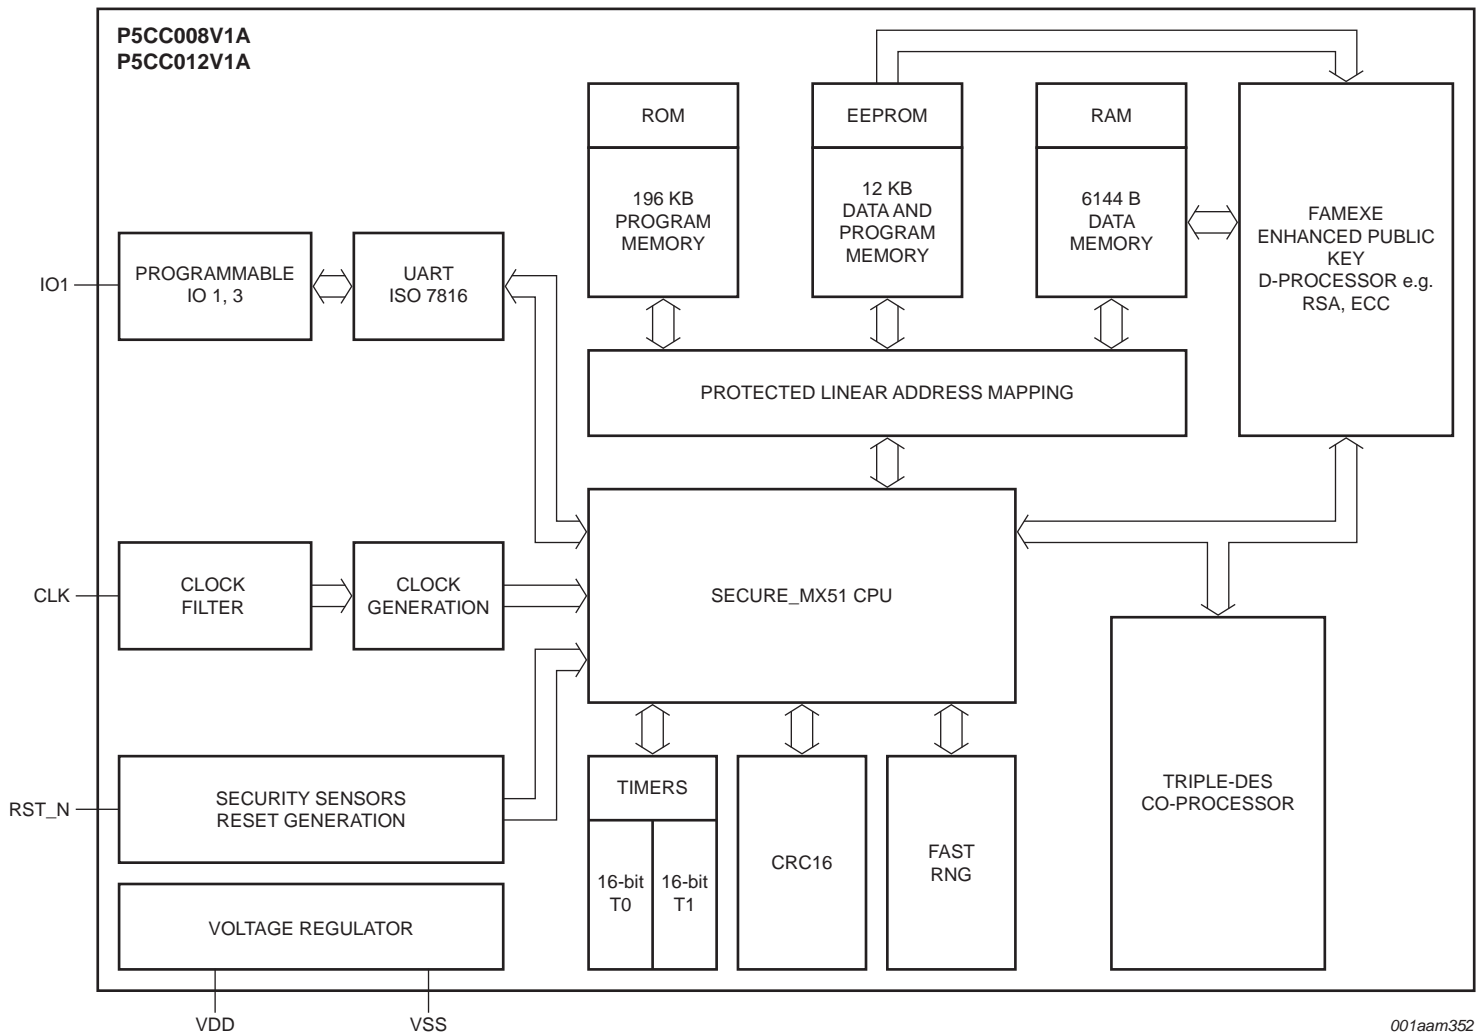 P5CC008V1A
P5CC012V1A
ROM
196 KB
PROGRAM
MEMORY
EEPROM
12 KB
DATA AND
PROGRAM
MEMORY
RAM
6144 B
DATA
MEMORY
FAMEXE
ENHANCED PUBLIC
KEY
D-PROCESSOR e.g.
RSA, ECC
IO1
PROGRAMMABLE
IO 1, 3
UART
ISO 7816
PROTECTED LINEAR ADDRESS MAPPING
CLK
CLOCK
FILTER
CLOCK
GENERATION
SECURE_MX51 CPU
RST_N
SECURITY SENSORS
RESET GENERATION
TIMERS
16-bit
T0
16-bit
T1
CRC16
FAST
RNG
TRIPLE-DES
CO-PROCESSOR
VOLTAGE REGULATOR
VDD
VSS
001aam352